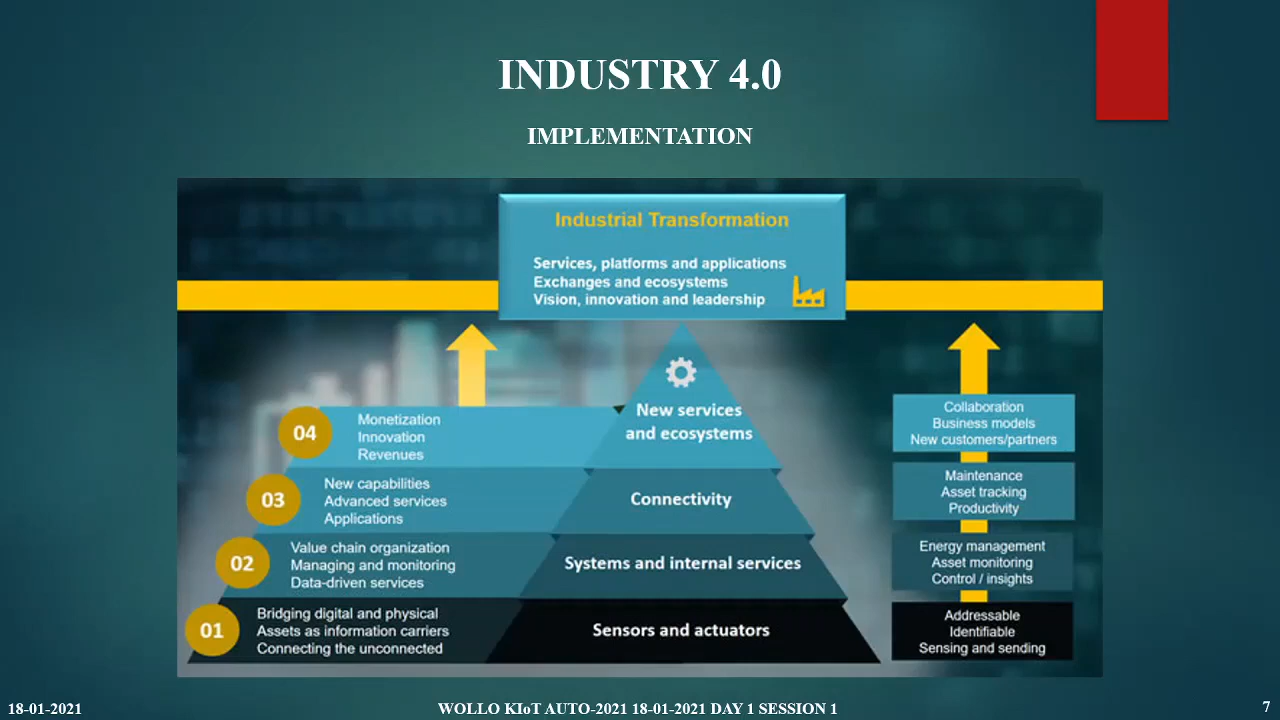 INDUSTRY 4.0
IMPLEMENTATION
Industrial Transformation
Services, platforms and applications
Exchanges and ecosystems
Vision, innovation and leadership
04
Monetization
Innovation
Revenues
New services
and ecosystems
Collaboration
Business models
New customers/partners
03
New capabilities
Advanced services
Applications
Connectivity
Maintenance
Asset tracking
Productivity
02
Value chain organization
Managing and monitoring
Data-driven services
Systems and internal services
Energy management
Asset monitoring
Control / insights
01
Bridging digital and physical
Assets as information carriers
Connecting the unconnected
Sensors and actuators
Addressable
Identifiable
Sensing and sending
18-01-2021
WOLLO KIoT AUTO-2021 18-01-2021 DAY 1 SESSION 1
7